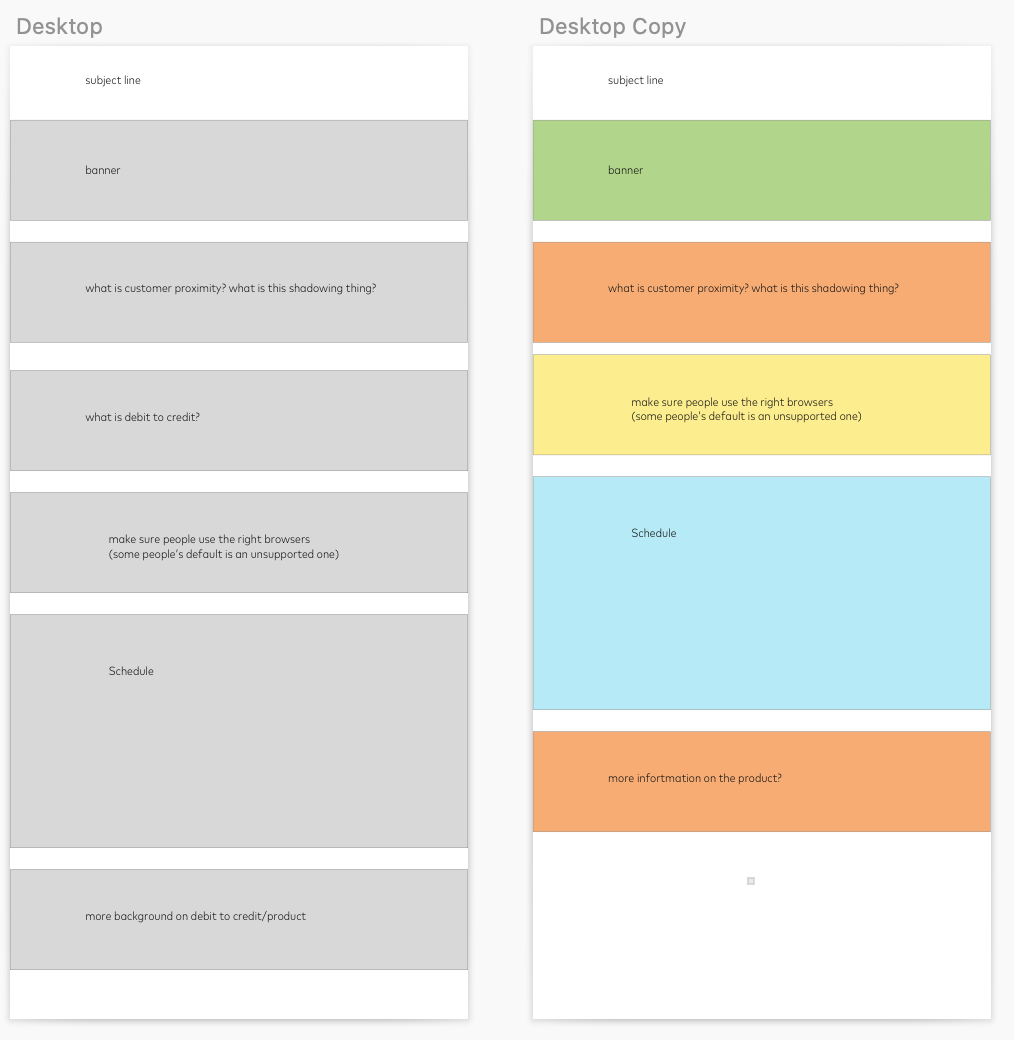 Desktop
subject line
banner
what is customer proximity? what is this shadowing thing?
what is debit to credit?
make sure people use the right browsers
(some people's default is an unsupported one)
Schedule
more background on debit to credit/product
Desktop Copy
subject line
banner
what is customer proximity? what is this shadowing thing?
make sure people use the right browsers
(some people's default is an unsupported one)
Schedule
more infortmation on the product?